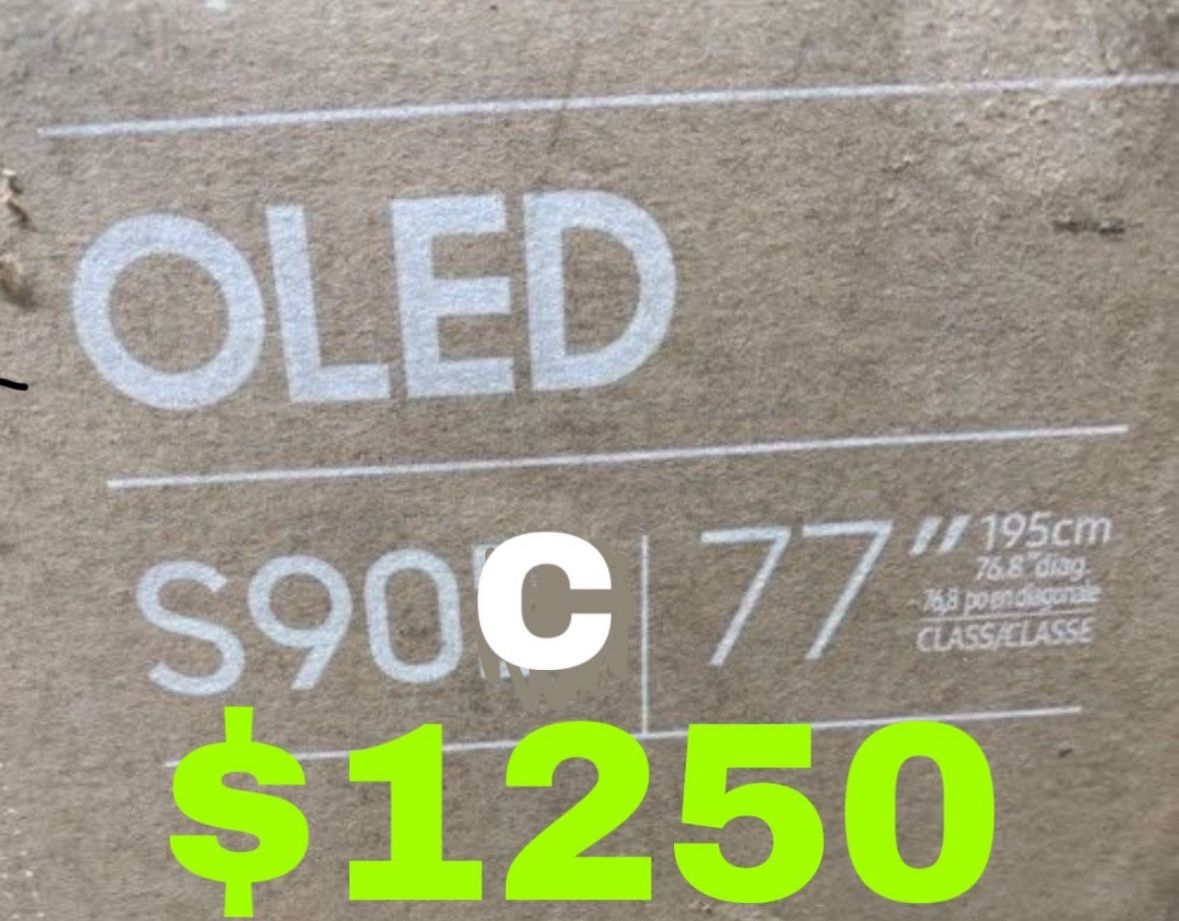 OLED
S90C
77" 195cm
76.8" diag.
76,8 po en diagonale
CLASS/CLASSE
$1250